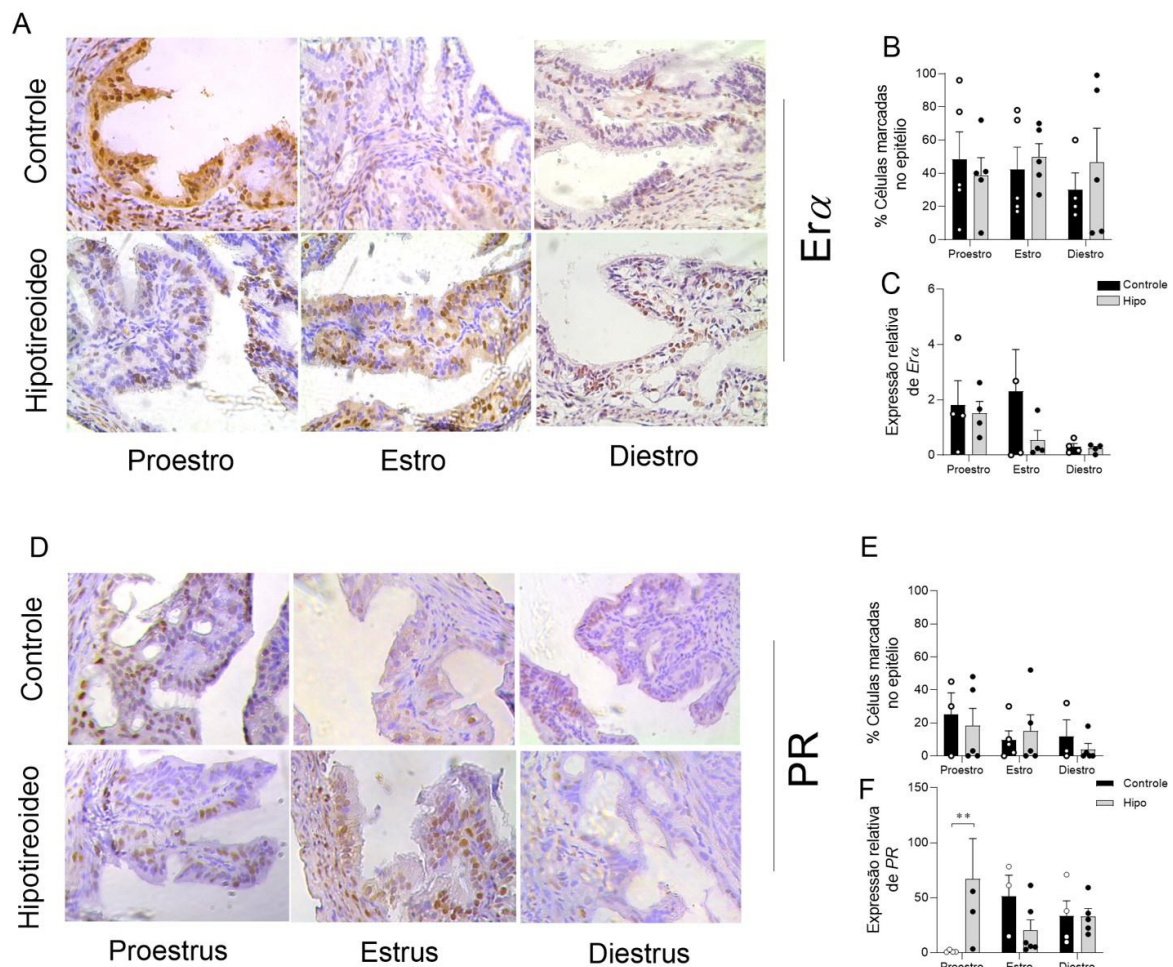 A
Controle
Hipotireoideo
Proestro
Estro
Diestro
Erα
B
% Células marcadas
no epitélio
100
80
60
40
20
0
Proestro
Estro
Diestro
C
Controle
Hipo
Expressão relativa
de Erα
6
4
2
0
Proestro
Estro
Diestro
D
Controle
Hipotireoideo
Proestrus
Estrus
Diestrus
PR
E
% Células marcadas
no epitélio
100
80
60
40
20
0
Proestro
Estro
Diestro
F
Controle
Hipo
Expressão relativa
de PR
150
100
50
0
**
Proestro
Estro
Diestro